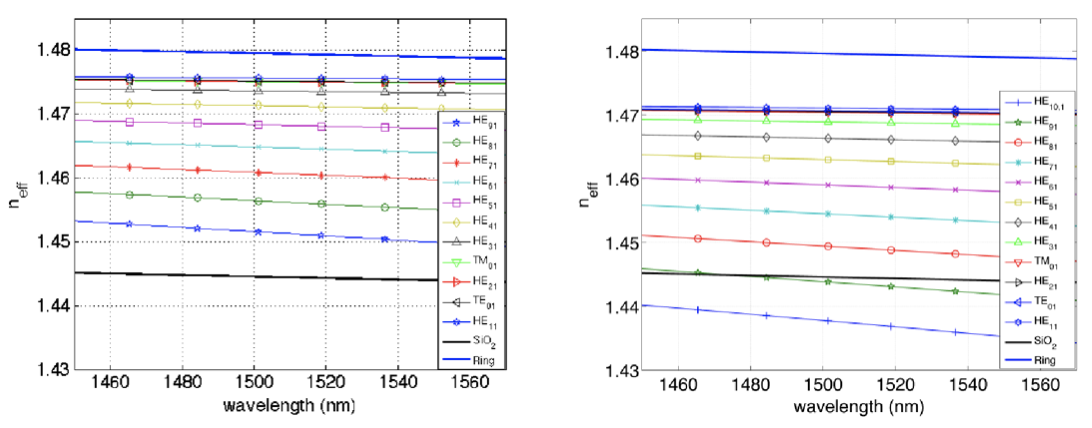 1.48
1.47
1.46
1.45
1.44
1.43
n_eff
1460 1480 1500 1520 1540 1560
wavelength (nm)
HE_91
HE_81
HE_71
HE_61
HE_51
HE_41
HE_31
TM_01
HE_21
TE_01
HE_11
SiO_2
Ring
1.48
1.47
1.46
1.45
1.44
1.43
n_eff
1460 1480 1500 1520 1540 1560
wavelength (nm)
HE_10,1
HE_91
HE_81
HE_71
HE_61
HE_51
HE_41
HE_31
TM_01
HE_21
TE_01
HE_11
SiO_2
Ring